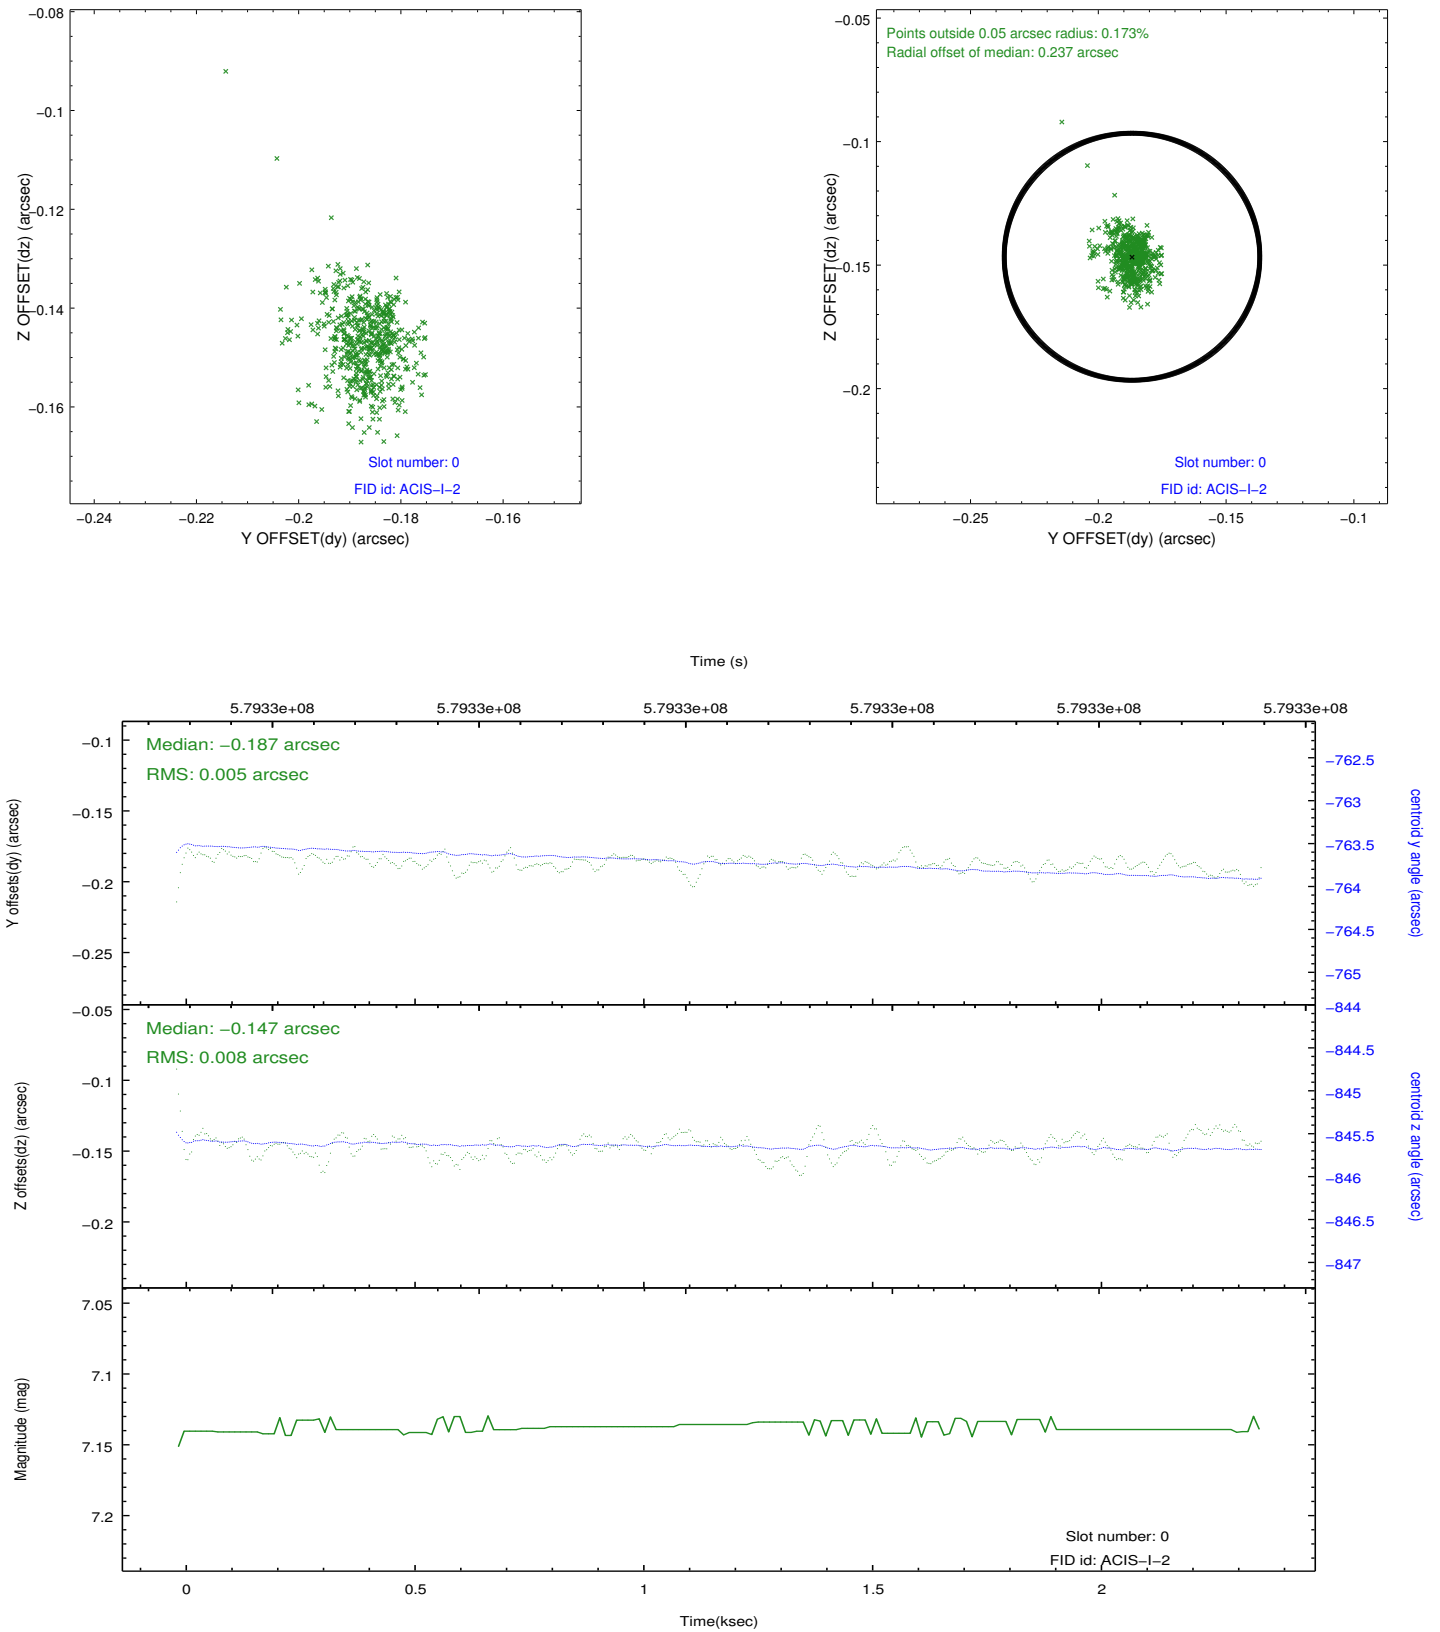 −0.08
−0.1
−0.12
−0.14
−0.16
Z OFFSET(dz) (arcsec)
Slot number: 0
FID id: ACIS−I−2
−0.24
−0.22
−0.2
−0.18
−0.16
Y OFFSET(dy) (arcsec)
−0.05
−0.1
−0.15
−0.2
Z OFFSET(dz) (arcsec)
Points outside 0.05 arcsec radius: 0.173%
Radial offset of median: 0.237 arcsec
Slot number: 0
FID id: ACIS−I−2
−0.25
−0.2
−0.15
−0.1
Y OFFSET(dy) (arcsec)
Time (s)
5.7933e+08
5.7933e+08
5.7933e+08
5.7933e+08
5.7933e+08
5.7933e+08
−0.1
−0.15
−0.2
−0.25
Y offsets(dy) (arcsec)
Median: −0.187 arcsec
RMS: 0.005 arcsec
−762.5
−763
−763.5
−764
−764.5
−765
centroid y angle (arcsec)
−0.05
−0.1
−0.15
−0.2
Z offsets(dz) (arcsec)
Median: −0.147 arcsec
RMS: 0.008 arcsec
−844
−844.5
−845
−845.5
−846
−846.5
−847
centroid z angle (arcsec)
7.05
7.1
7.15
7.2
Magnitude (mag)
Slot number: 0
FID id: ACIS−I−2
0
0.5
1
1.5
2
Time(ksec)